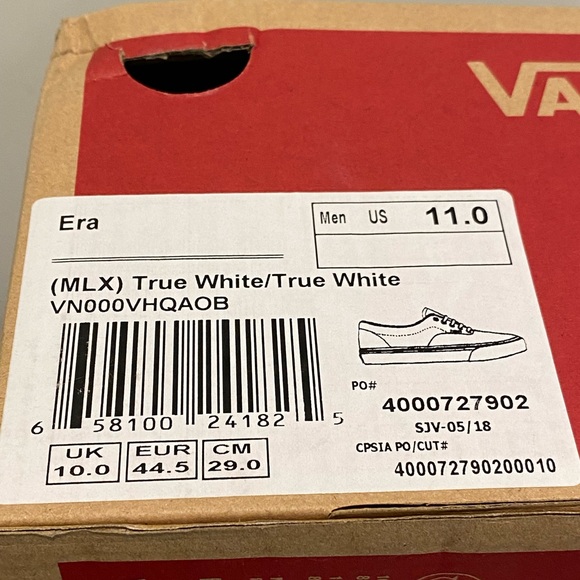 VA
Era
Men US 11.0
(MLX) True White/True White
VN000VHQAOB
6 58100 24182 5
UK
10.0
EUR
44.5
CM
29.0
PO#
4000727902
SJV-05/18
CPSIA PO/CUT#
400072790200010